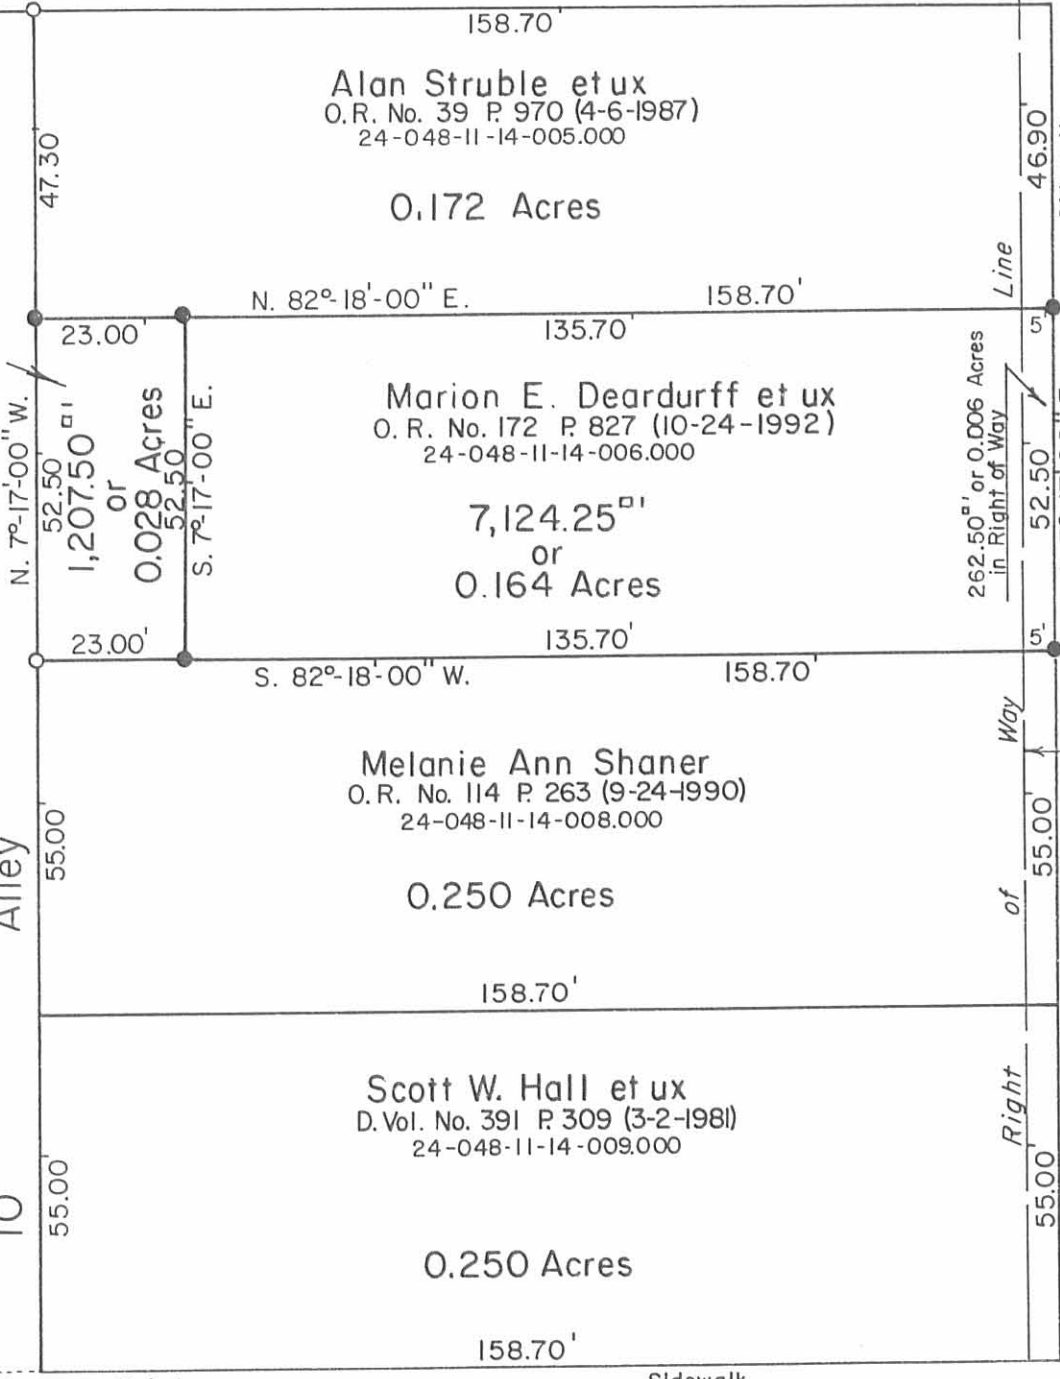 158.70'
Alan Struble et ux
O.R. No. 39 P. 970 (4-6-1987)
24-048-11-14-005.000
0.172 Acres
47.30'
46.90'
Line
N. 82°-18'-00" E.
158.70'
23.00'
135.70'
5'
N. 7°-17'-00" W.
52.50'
1,207.50□'
or
0.028 Acres
52.50'
S. 7°-17'-00" E.
Marion E. Deardurff et ux
O.R. No. 172 P. 827 (10-24-1992)
24-048-11-14-006.000
7,124.25□'
or
0.164 Acres
262.50□' or 0.006 Acres
in Right of Way
52.50'
23.00'
135.70'
5'
S. 82°-18'-00" W.
158.70'
Way
Melanie Ann Shaner
O.R. No. 114 P. 263 (9-24-1990)
24-048-11-14-008.000
0.250 Acres
Alley
55.00'
55.00'
of
158.70'
Scott W. Hall et ux
D. Vol. No. 391 P. 309 (3-2-1981)
24-048-11-14-009.000
0.250 Acres
10
55.00'
Right
55.00'
158.70'
Sidewalk